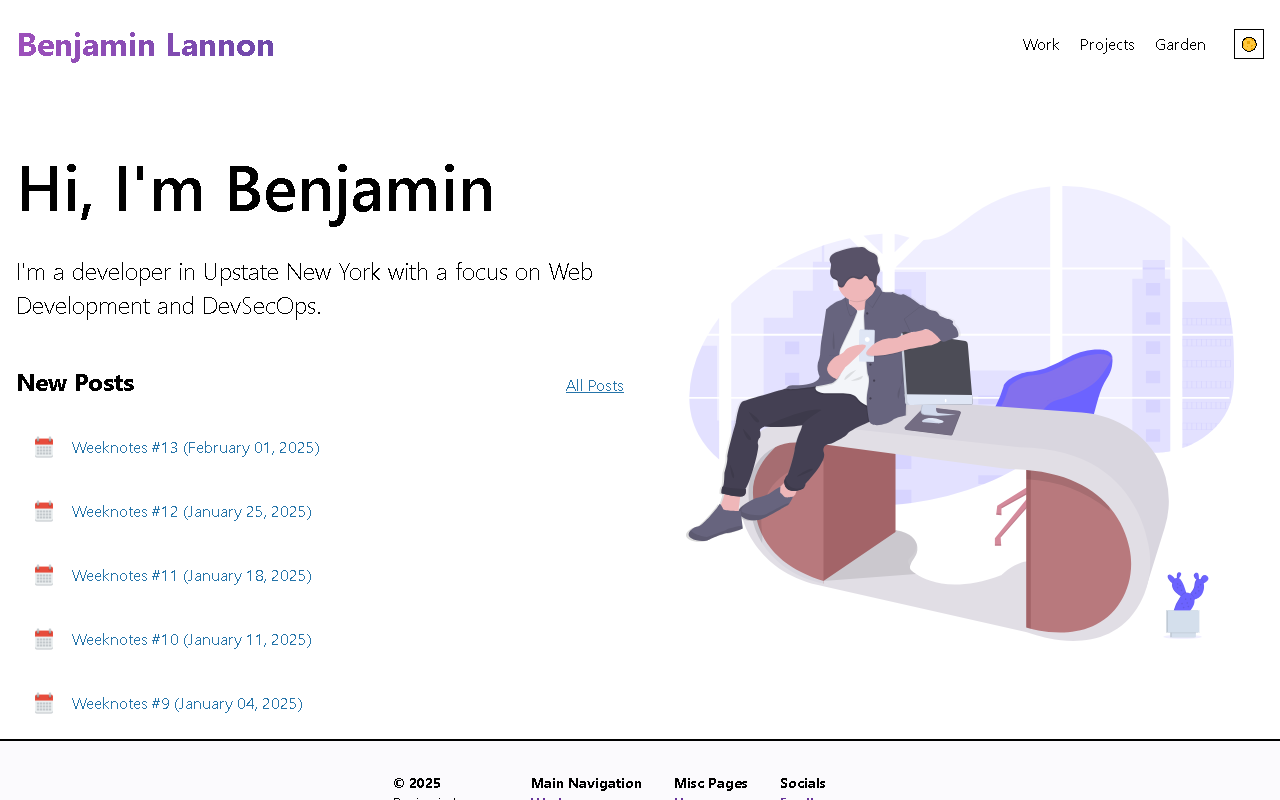 Benjamin Lannon
Work
Projects
Garden
Hi, I'm Benjamin
I'm a developer in Upstate New York with a focus on Web
Development and DevSecOps.
New Posts
All Posts
Weeknotes #13 (February 01, 2025)
Weeknotes #12 (January 25, 2025)
Weeknotes #11 (January 18, 2025)
Weeknotes #10 (January 11, 2025)
Weeknotes #9 (January 04, 2025)
© 2025
Main Navigation
Misc Pages
Socials